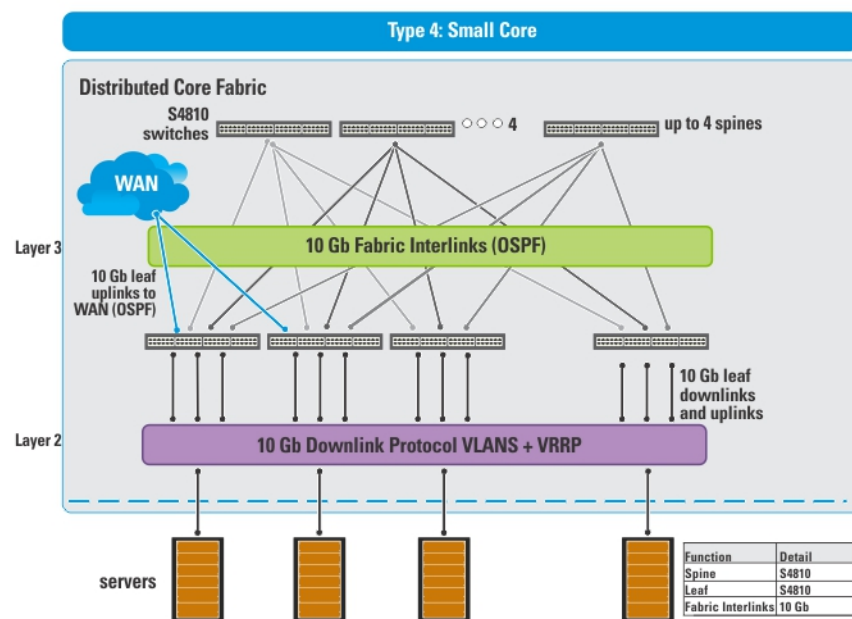 Type 4: Small Core
Distributed Core Fabric
S4810
switches
4
up to 4 spines
WAN
Layer 3
10 Gb Fabric Interlinks (OSPF)
10 Gb leaf
uplinks to
WAN (OSPF)
10 Gb leaf
downlinks
and uplinks
Layer 2
10 Gb Downlink Protocol VLANS + VRRP
servers
Function Detail
Spine S4810
Leaf S4810
Fabric Interlinks 10 Gb